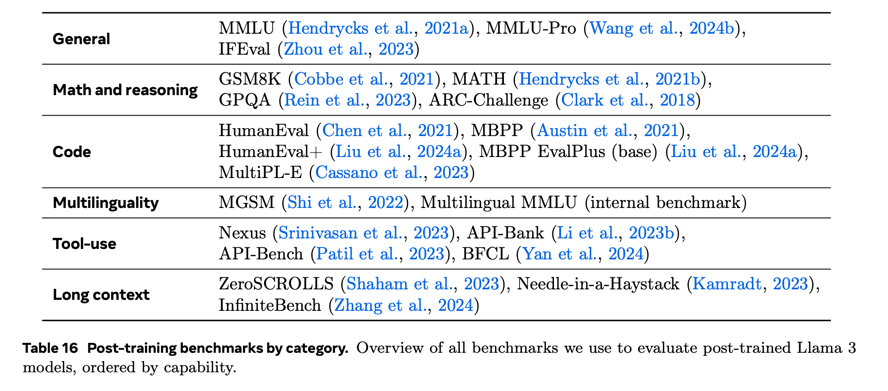 General
MMLU (Hendrycks et al., 2021a), MMLU-Pro (Wang et al., 2024b),
IFEval (Zhou et al., 2023)
Math and reasoning
GSM8K (Cobbe et al., 2021), MATH (Hendrycks et al., 2021b),
GPQA (Rein et al., 2023), ARC-Challenge (Clark et al., 2018)
Code
HumanEval (Chen et al., 2021), MBPP (Austin et al., 2021),
HumanEval+ (Liu et al., 2024a), MBPP EvalPlus (base) (Liu et al., 2024a),
MultiPL-E (Cassano et al., 2023)
Multilinguality
MGSM (Shi et al., 2022), Multilingual MMLU (internal benchmark)
Tool-use
Nexus (Srinivasan et al., 2023), API-Bank (Li et al., 2023b),
API-Bench (Patil et al., 2023), BFCL (Yan et al., 2024)
Long context
ZeroSCROLLS (Shaham et al., 2023), Needle-in-a-Haystack (Kamradt, 2023),
InfiniteBench (Zhang et al., 2024)
Table 16 Post-training benchmarks by category. Overview of all benchmarks we use to evaluate post-trained Llama 3
models, ordered by capability.